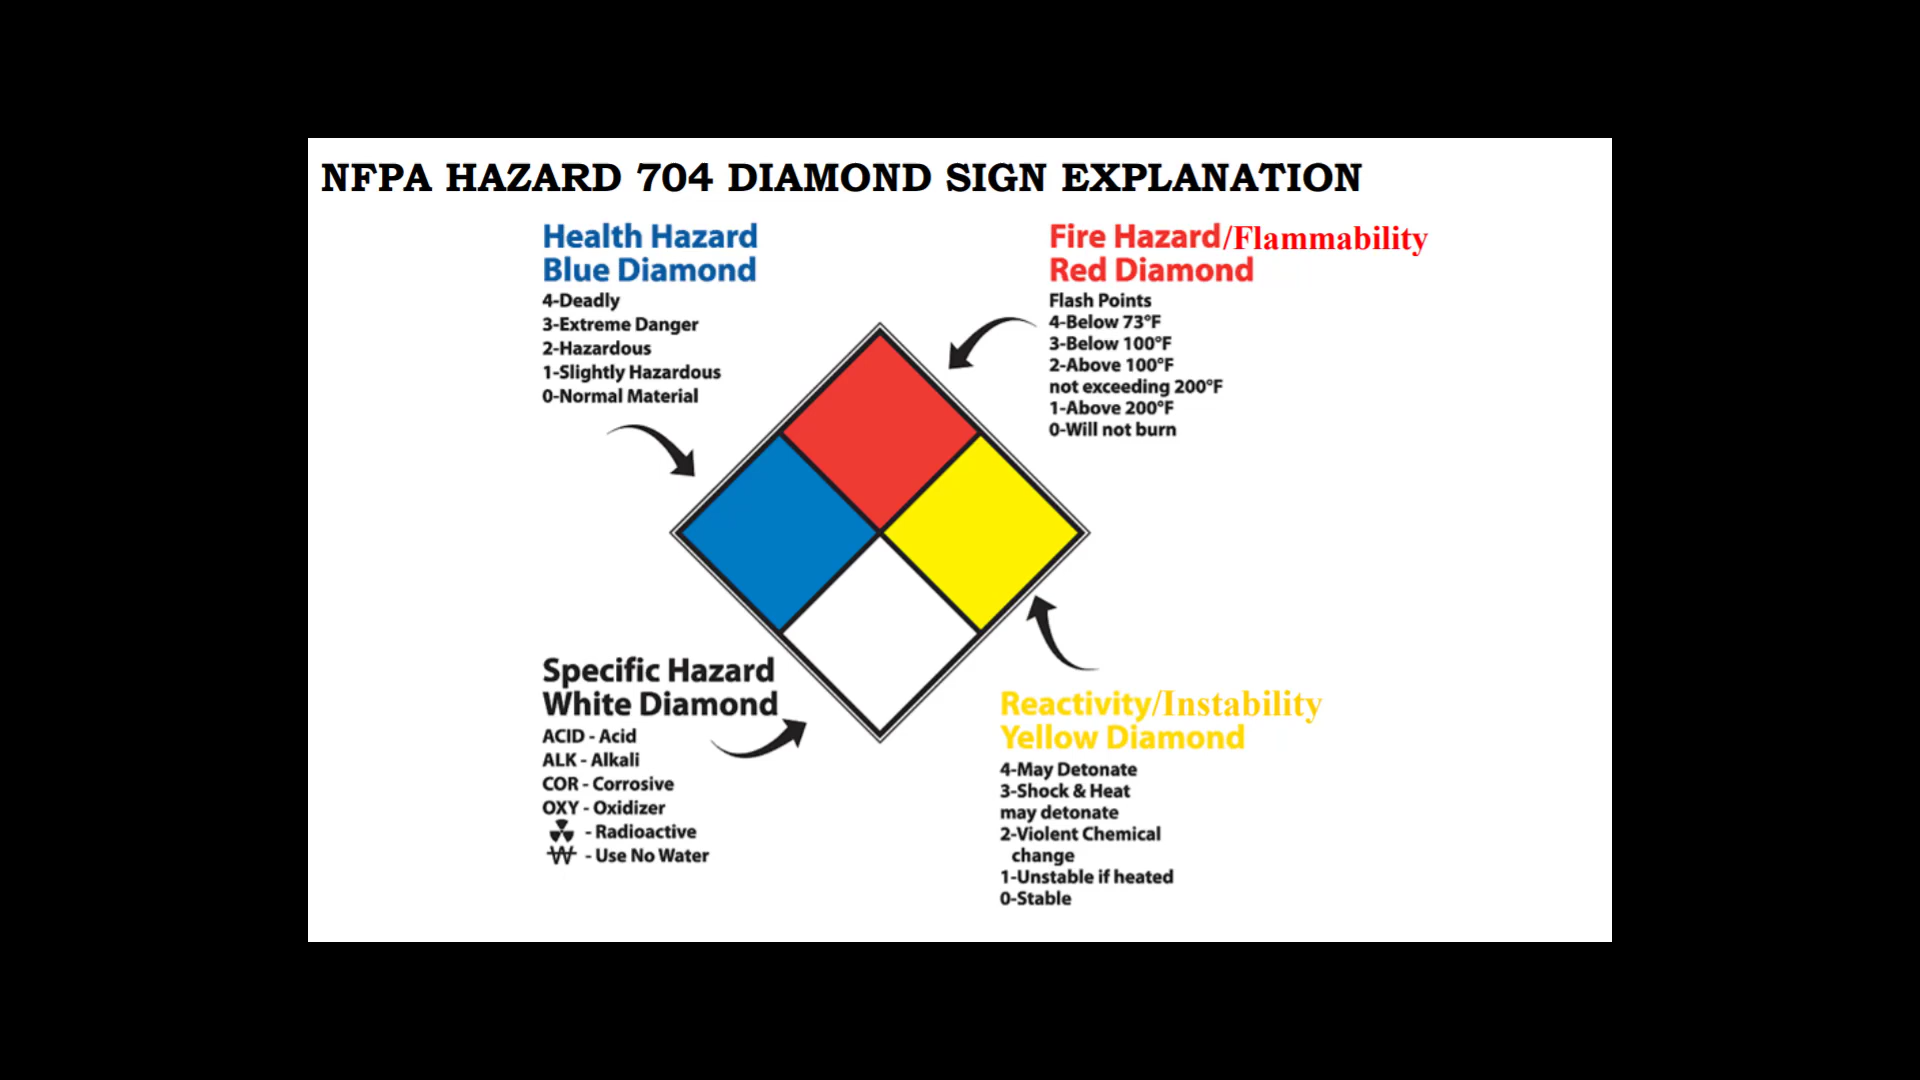 NFPA HAZARD 704 DIAMOND SIGN EXPLANATION
Health Hazard
Blue Diamond
4-Deadly
3-Extreme Danger
2-Hazardous
1-Slightly Hazardous
0-Normal Material
Fire Hazard/Flammability
Red Diamond
Flash Points
4-Below 73°F
3-Below 100°F
2-Above 100°F
not exceeding 200°F
1-Above 200°F
0-Will not burn
Specific Hazard
White Diamond
ACID - Acid
ALK - Alkali
COR - Corrosive
OXY - Oxidizer
☢ - Radioactive
W̶ - Use No Water
Reactivity/Instability
Yellow Diamond
4-May Detonate
3-Shock & Heat
may detonate
2-Violent Chemical
change
1-Unstable if heated
0-Stable